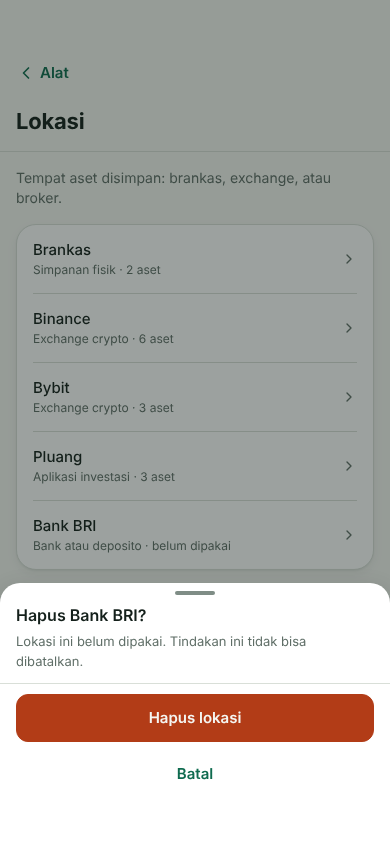 Alat
Lokasi
Tempat aset disimpan: brankas, exchange, atau
broker.
Brankas
Simpanan fisik · 2 aset
Binance
Exchange crypto · 6 aset
Bybit
Exchange crypto · 3 aset
Pluang
Aplikasi investasi · 3 aset
Bank BRI
Bank atau deposito · belum dipakai
Hapus Bank BRI?
Lokasi ini belum dipakai. Tindakan ini tidak bisa
dibatalkan.
Hapus lokasi
Batal